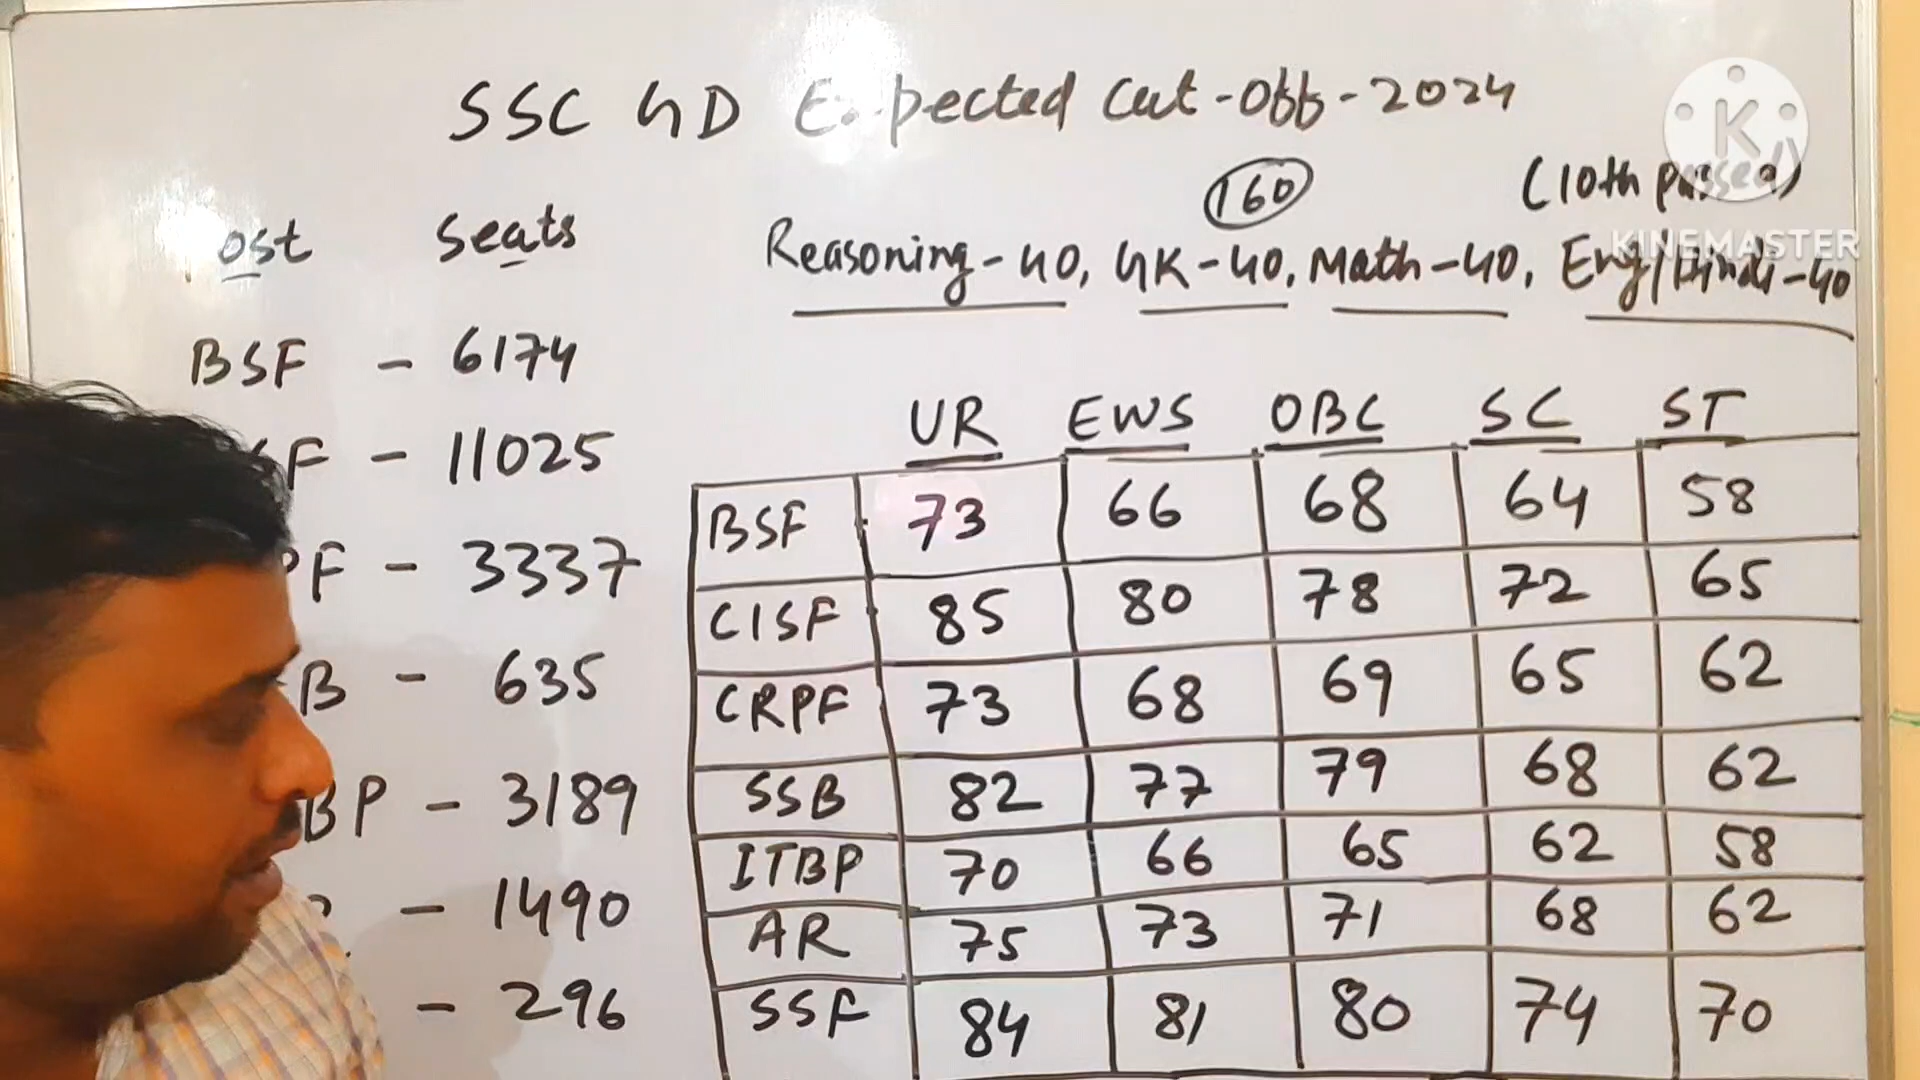 SSC GD Expected Cut-Off-2024
160
(10th passed)
KINEMASTER
Post Seats
Reasoning-40, GK-40, Math-40, Eng/Hindi-40
BSF - 6174
F - 11025
PF - 3337
B - 635
BP - 3189
- 1490
- 296
UR EWS OBC SC ST
BSF 73 66 68 64 58
CISF 85 80 78 72 65
CRPF 73 68 69 65 62
SSB 82 77 79 68 62
ITBP 70 66 65 62 58
AR 75 73 71 68 62
SSF 84 81 80 74 70